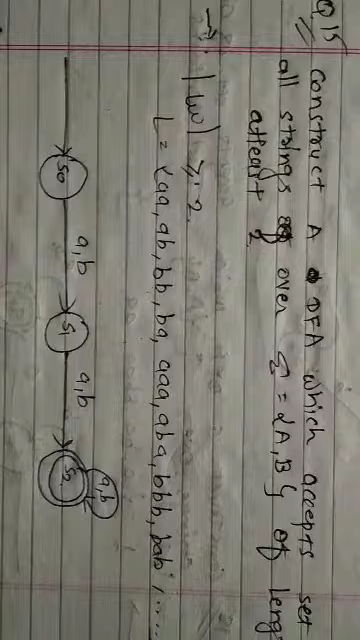 Q.15 Construct A DFA which accepts set
all strings over Σ = {A,B} of leng
atleast 2
→ |w| ≥ 2.
L = {aa, ab, bb, ba, aaa, aba, bbb, bab, .....
S0 a,b S1 a,b S2 a,b